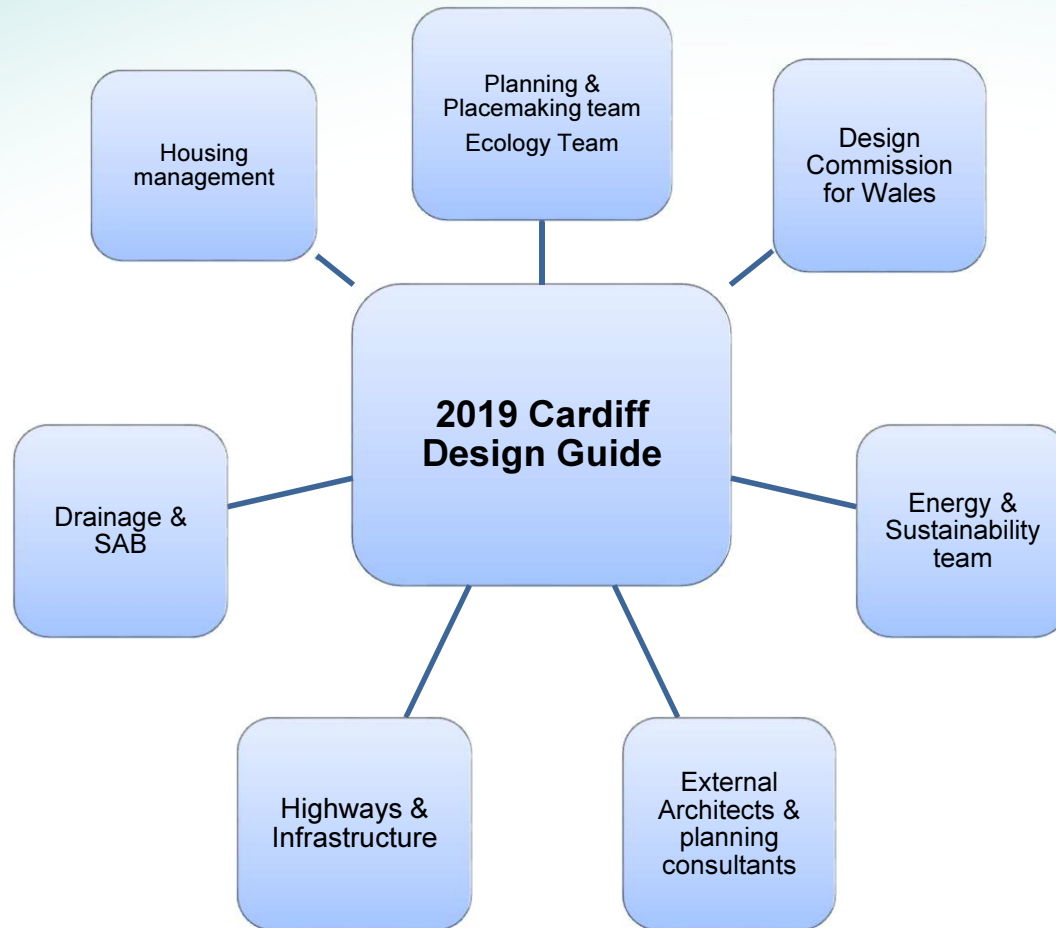 Planning &
Placemaking team
Ecology Team
Housing
management
Design
Commission
for Wales
2019 Cardiff
Design Guide
Drainage &
SAB
Energy &
Sustainability
team
Highways &
Infrastructure
External
Architects &
planning
consultants